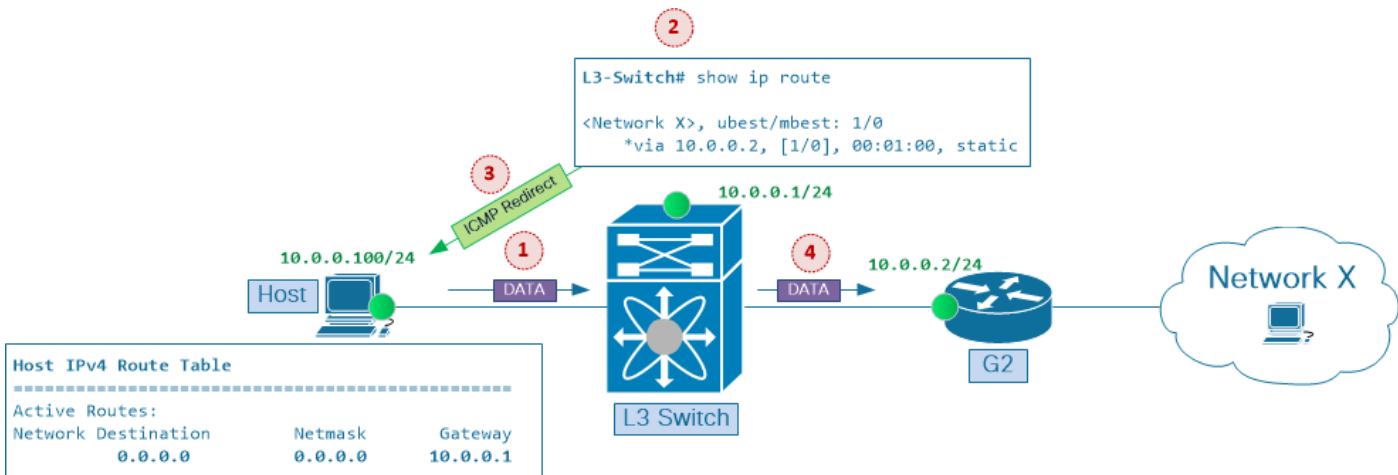 2
L3-Switch# show ip route
<Network X>, ubest/mbest: 1/0
*via 10.0.0.2, [1/0], 00:01:00, static
3
ICMP Redirect
10.0.0.1/24
10.0.0.100/24
1
4
10.0.0.2/24
Host
DATA
DATA
Network X
?
?
G2
L3 Switch
Host IPv4 Route Table
================================================
Active Routes:
Network Destination Netmask Gateway
0.0.0.0 0.0.0.0 10.0.0.1